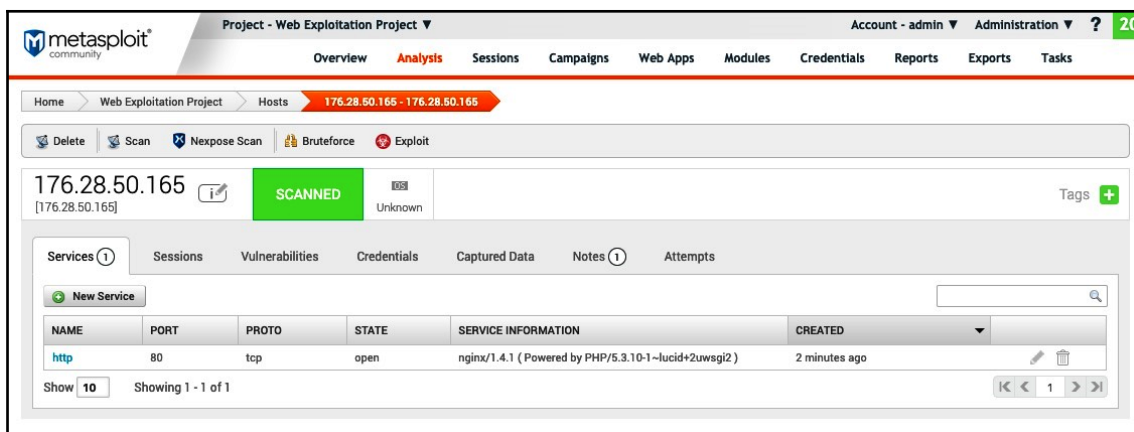 metasploit®
community
Project - Web Exploitation Project ▼
Account - admin ▼ Administration ▼ ? 20
Overview Analysis Sessions Campaigns Web Apps Modules Credentials Reports Exports Tasks
Home Web Exploitation Project Hosts 176.28.50.165 - 176.28.50.165
Delete Scan Nexpose Scan Bruteforce Exploit
176.28.50.165
[176.28.50.165]
SCANNED
OS
Unknown
Tags +
Services 1 Sessions Vulnerabilities Credentials Captured Data Notes 1 Attempts
New Service
NAME PORT PROTO STATE SERVICE INFORMATION CREATED
http 80 tcp open nginx/1.4.1 ( Powered by PHP/5.3.10-1~lucid+2uwsgi2 ) 2 minutes ago
Show 10 Showing 1 - 1 of 1 1